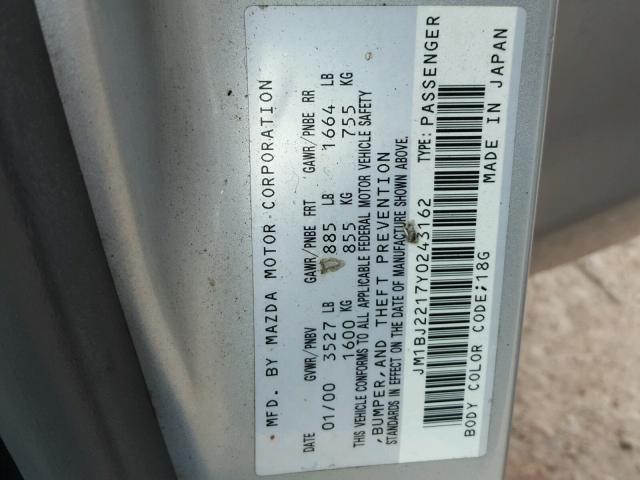 MFD. BY MAZDA MOTOR CORPORATION
DATE GVWR/PNBV GAWR/PNBE FRT GAWR/PNBE RR
01/00 3527 LB 885 LB 1664 LB
1600 KG 855 KG 755 KG
THIS VEHICLE CONFORMS TO ALL APPLICABLE FEDERAL MOTOR VEHICLE SAFETY
,BUMPER,AND THEFT PREVENTION
STANDARDS IN EFFECT ON THE DATE OF MANUFACTURE SHOWN ABOVE.
JM1BJ2217Y0243162 TYPE: PASSENGER
BODY COLOR CODE;18G MADE IN JAPAN